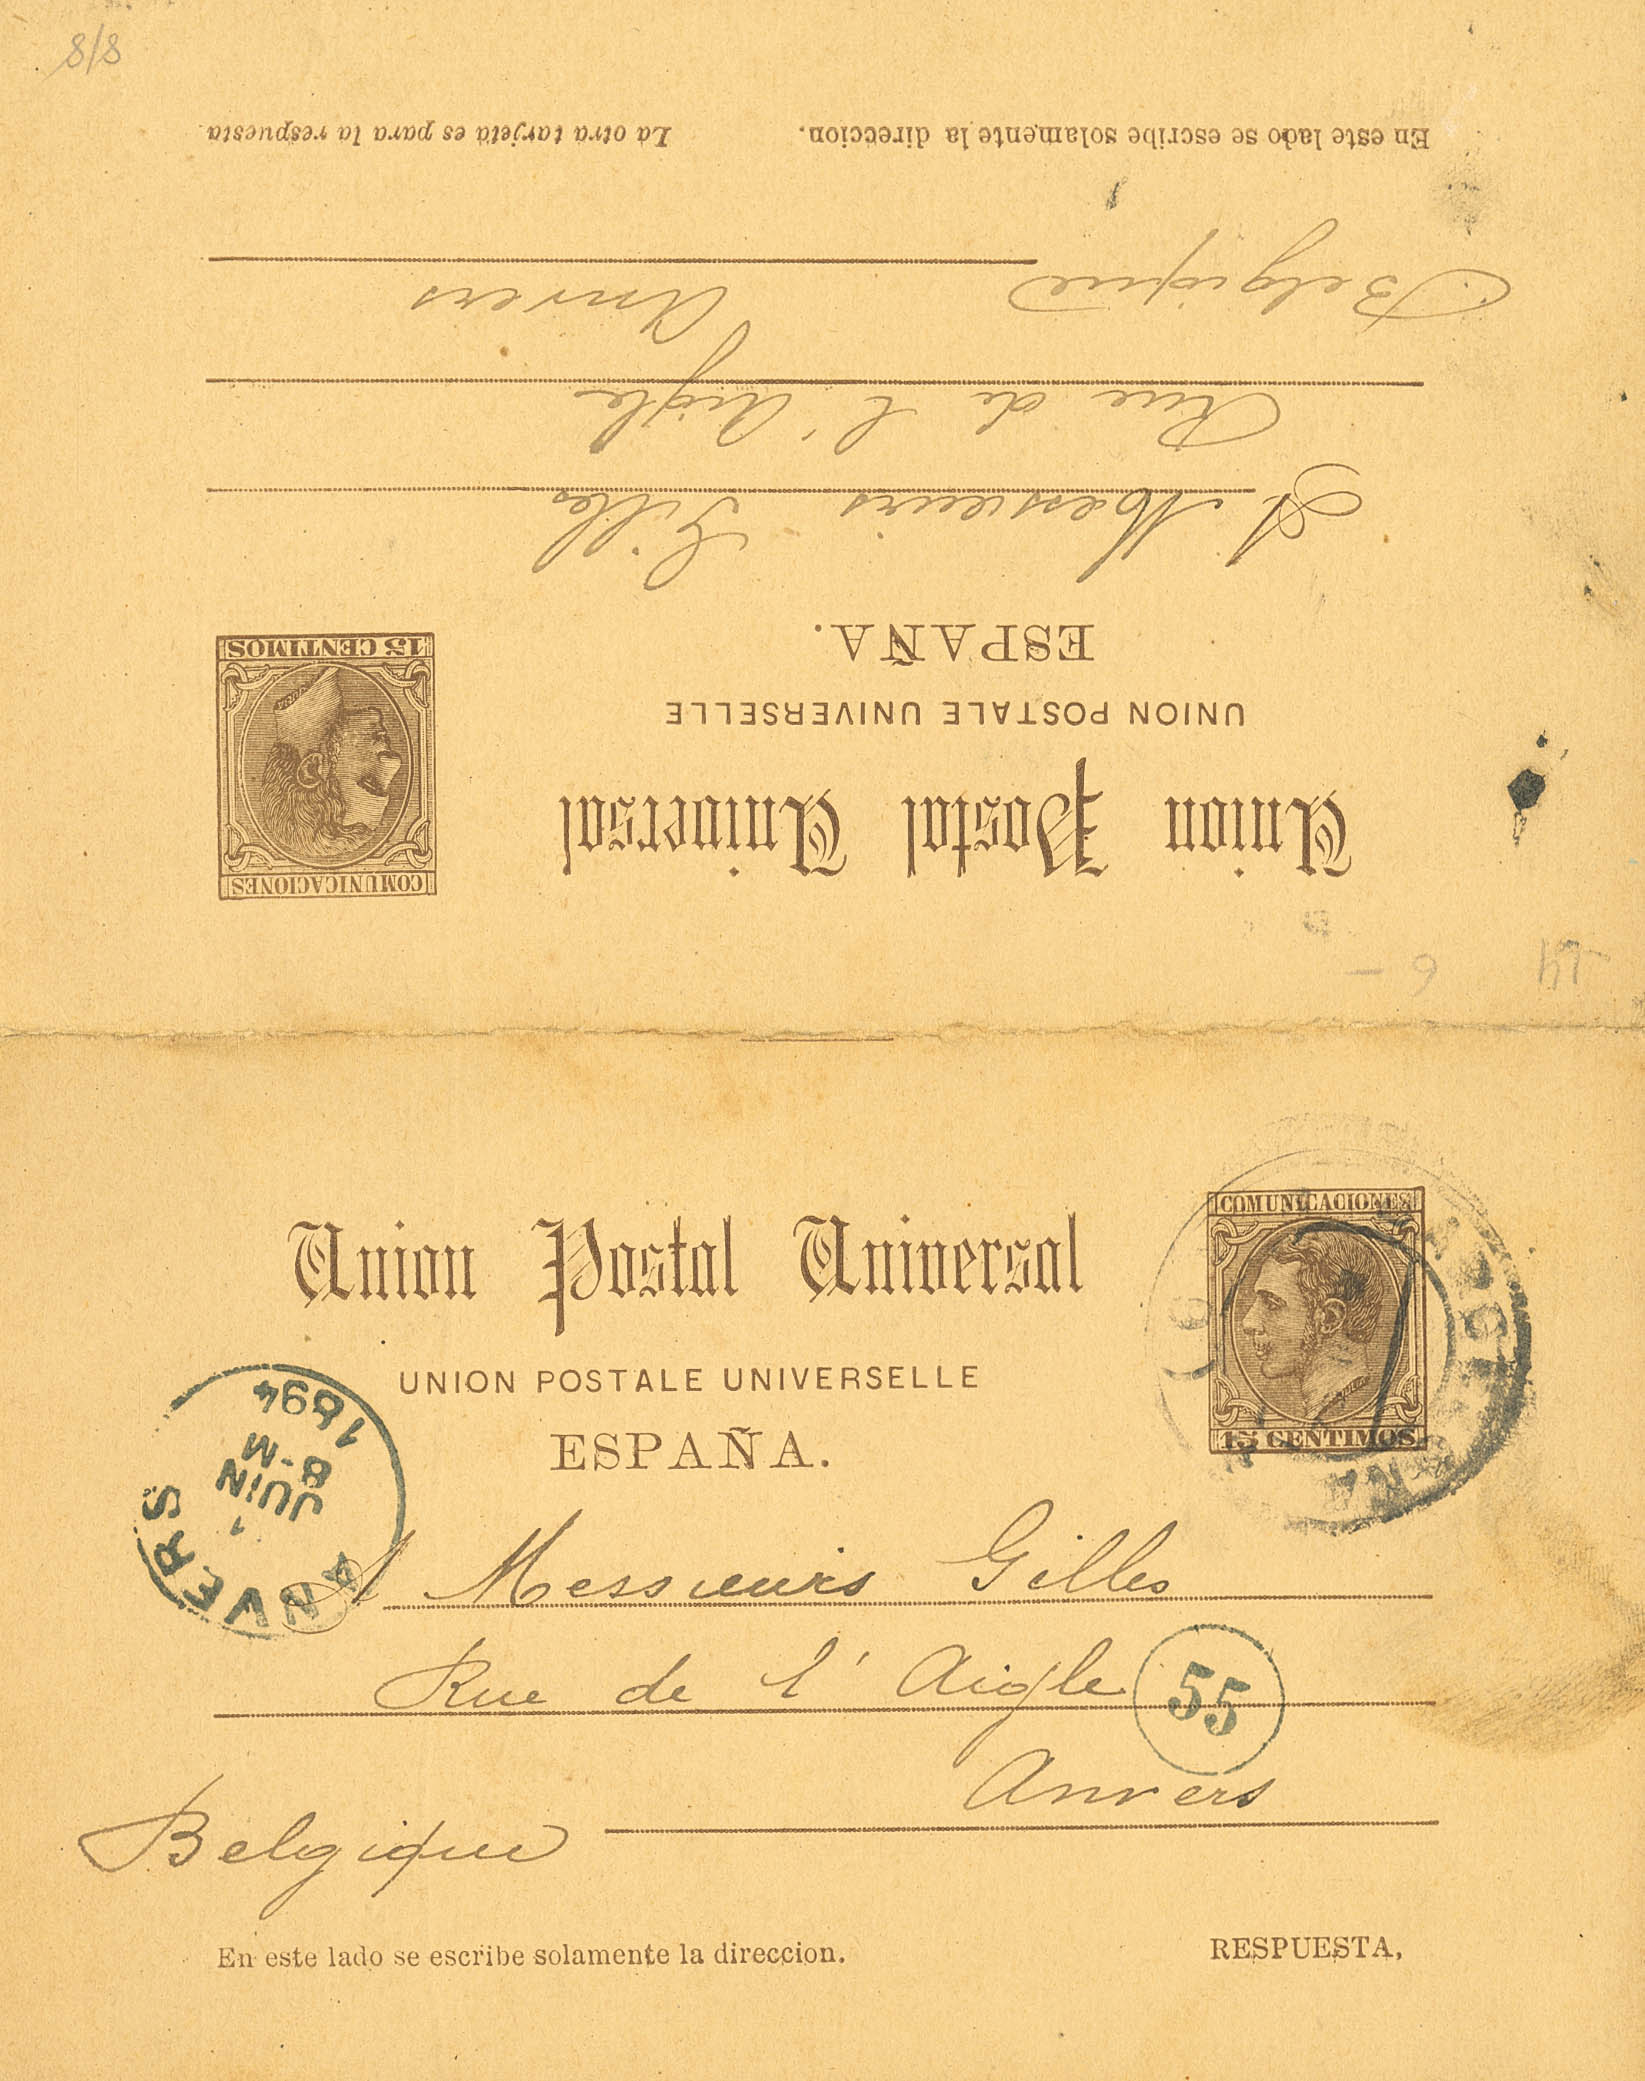 8/8
En este lado se escribe solamente la direccion.
La otra tarjeta es para la respuesta.
Belgique
Anvers
Rue de l'Aigle
A Messieurs Gilles
ESPAÑA.
UNION POSTALE UNIVERSELLE
Union Postal Universal
COMUNICACIONES
15 CENTIMOS
6 -
Union Postal Universal
COMUNICACIONES
15 CENTIMOS
UNION POSTALE UNIVERSELLE
ESPAÑA.
ANVERS
1 JUIN
8-M
1894
A Messieurs Gilles
Rue de l'Aigle
55
Anvers
Belgique
En este lado se escribe solamente la direccion.
RESPUESTA,